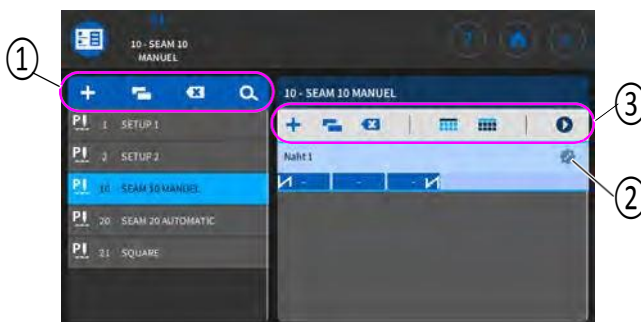 10 - SEAM 10
MANUEL
1
10 - SEAM 10 MANUEL
3
P! 1 SETUP 1
P! 2 SETUP 2
Naht 1
P! 10 SEAM 10 MANUEL
2
P! 20 SEAM 20 AUTOMATIC
P! 21 SQUARE